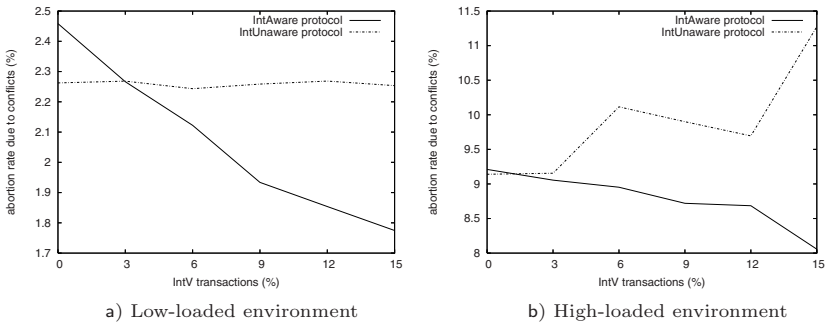 IntAware protocol
IntUnaware protocol
abortion rate due to conflicts (%)
2.5
2.4
2.3
2.2
2.1
2
1.9
1.8
1.7
0 3 6 9 12 15
IntV transactions (%)
a) Low-loaded environment
IntAware protocol
IntUnaware protocol
abortion rate due to conflicts (%)
11.5
11
10.5
10
9.5
9
8.5
8
0 3 6 9 12 15
IntV transactions (%)
b) High-loaded environment